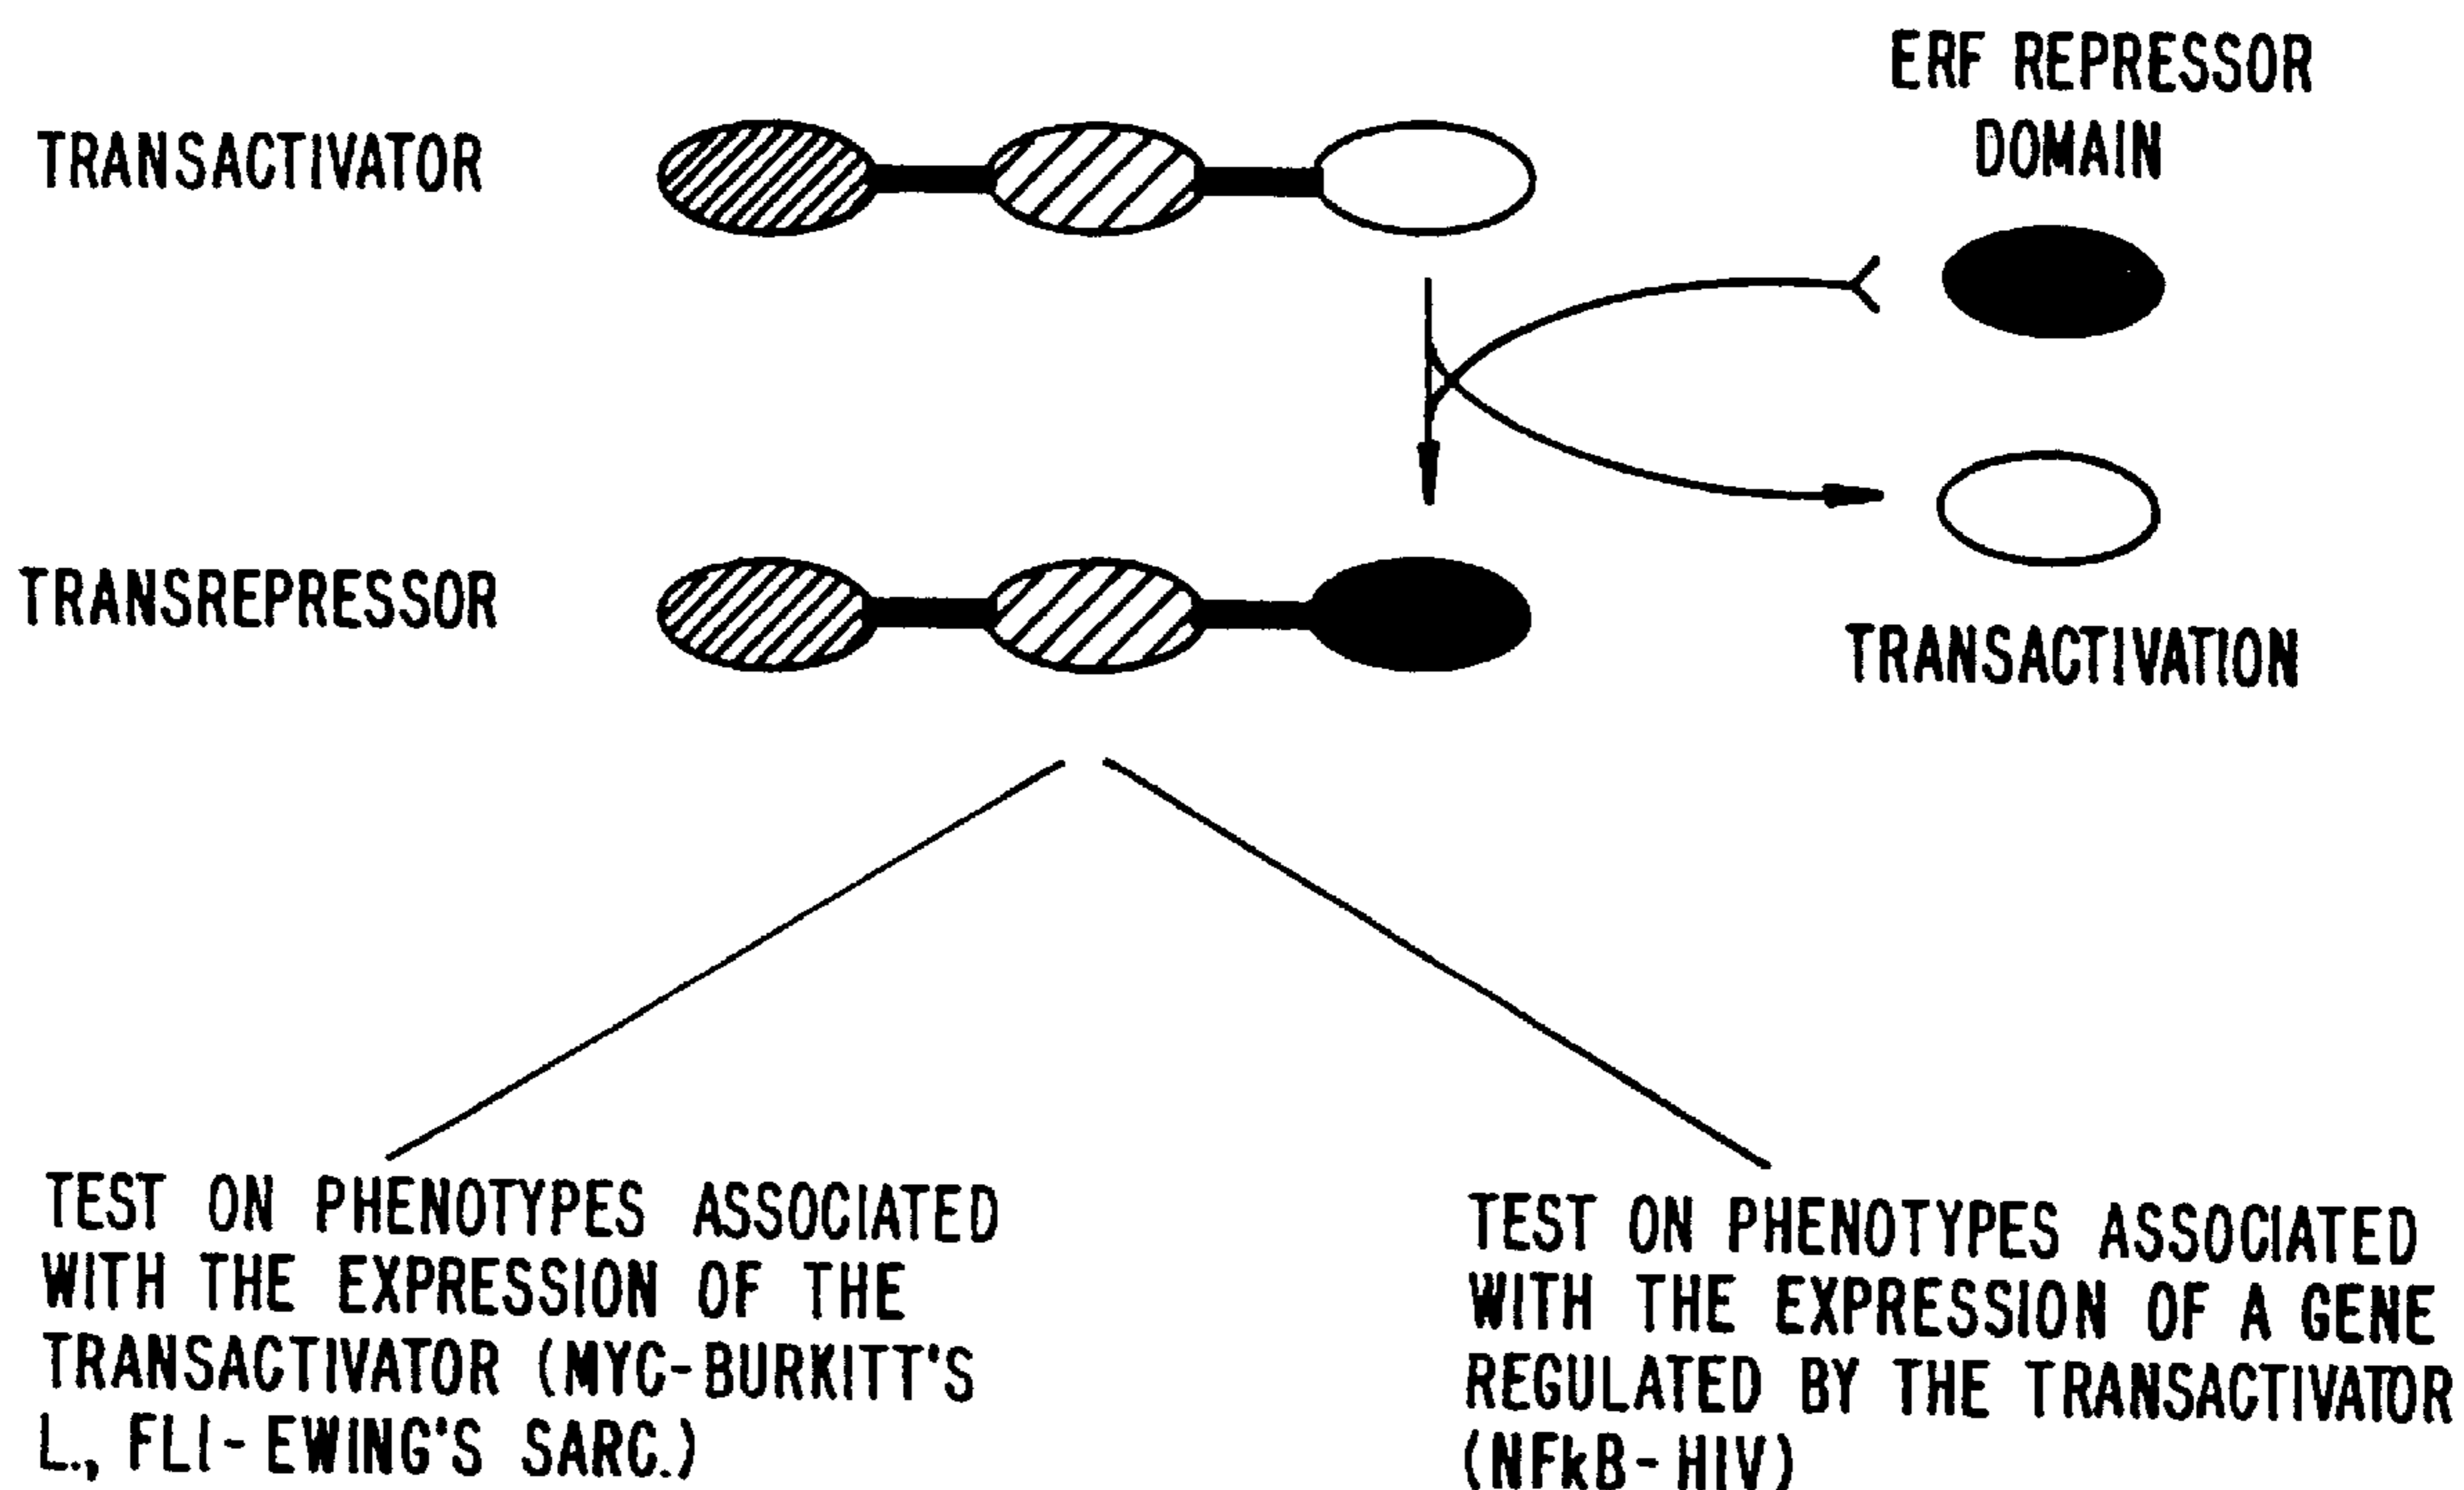 ERF REPRESSOR
DOMAIN
TRANSACTIVATOR
TRANSREPRESSOR
TRANSACTIVATION
TEST ON PHENOTYPES ASSOCIATED
WITH THE EXPRESSION OF THE
TRANSACTIVATOR (MYC-BURKITT'S
L., FLI-EWING'S SARC.)
TEST ON PHENOTYPES ASSOCIATED
WITH THE EXPRESSION OF A GENE
REGULATED BY THE TRANSACTIVATOR
(NFkB-HIV)